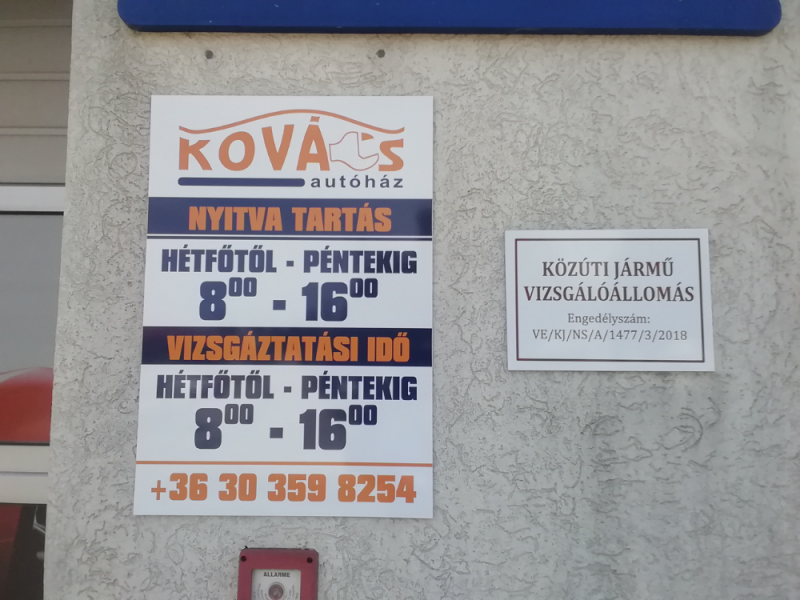 KOVÁCS
autóház
NYITVA TARTÁS
HÉTFŐTŐL - PÉNTEKIG
8⁰⁰ - 16⁰⁰
VIZSGÁZTATÁSI IDŐ
HÉTFŐTŐL - PÉNTEKIG
8⁰⁰ - 16⁰⁰
+36 30 359 8254
KÖZÚTI JÁRMŰ
VIZSGÁLÓÁLLOMÁS
Engedélyszám:
VE/KJ/NS/A/1477/3/2018
ALLARME